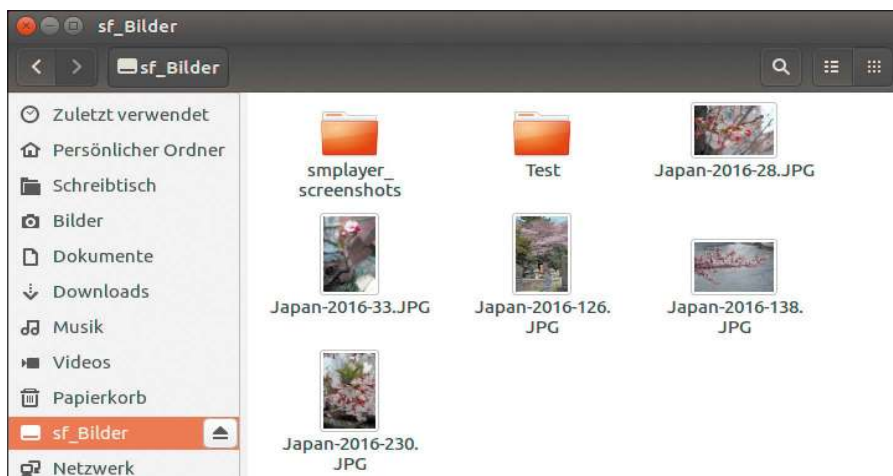 sf_Bilder
sf_Bilder
Zuletzt verwendet
Persönlicher Ordner
Schreibtisch
Bilder
Dokumente
Downloads
Musik
Videos
Papierkorb
sf_Bilder
Netzwerk
smplayer_
screenshots
Test
Japan-2016-28.JPG
Japan-2016-33.JPG
Japan-2016-126.
JPG
Japan-2016-138.
JPG
Japan-2016-230.
JPG